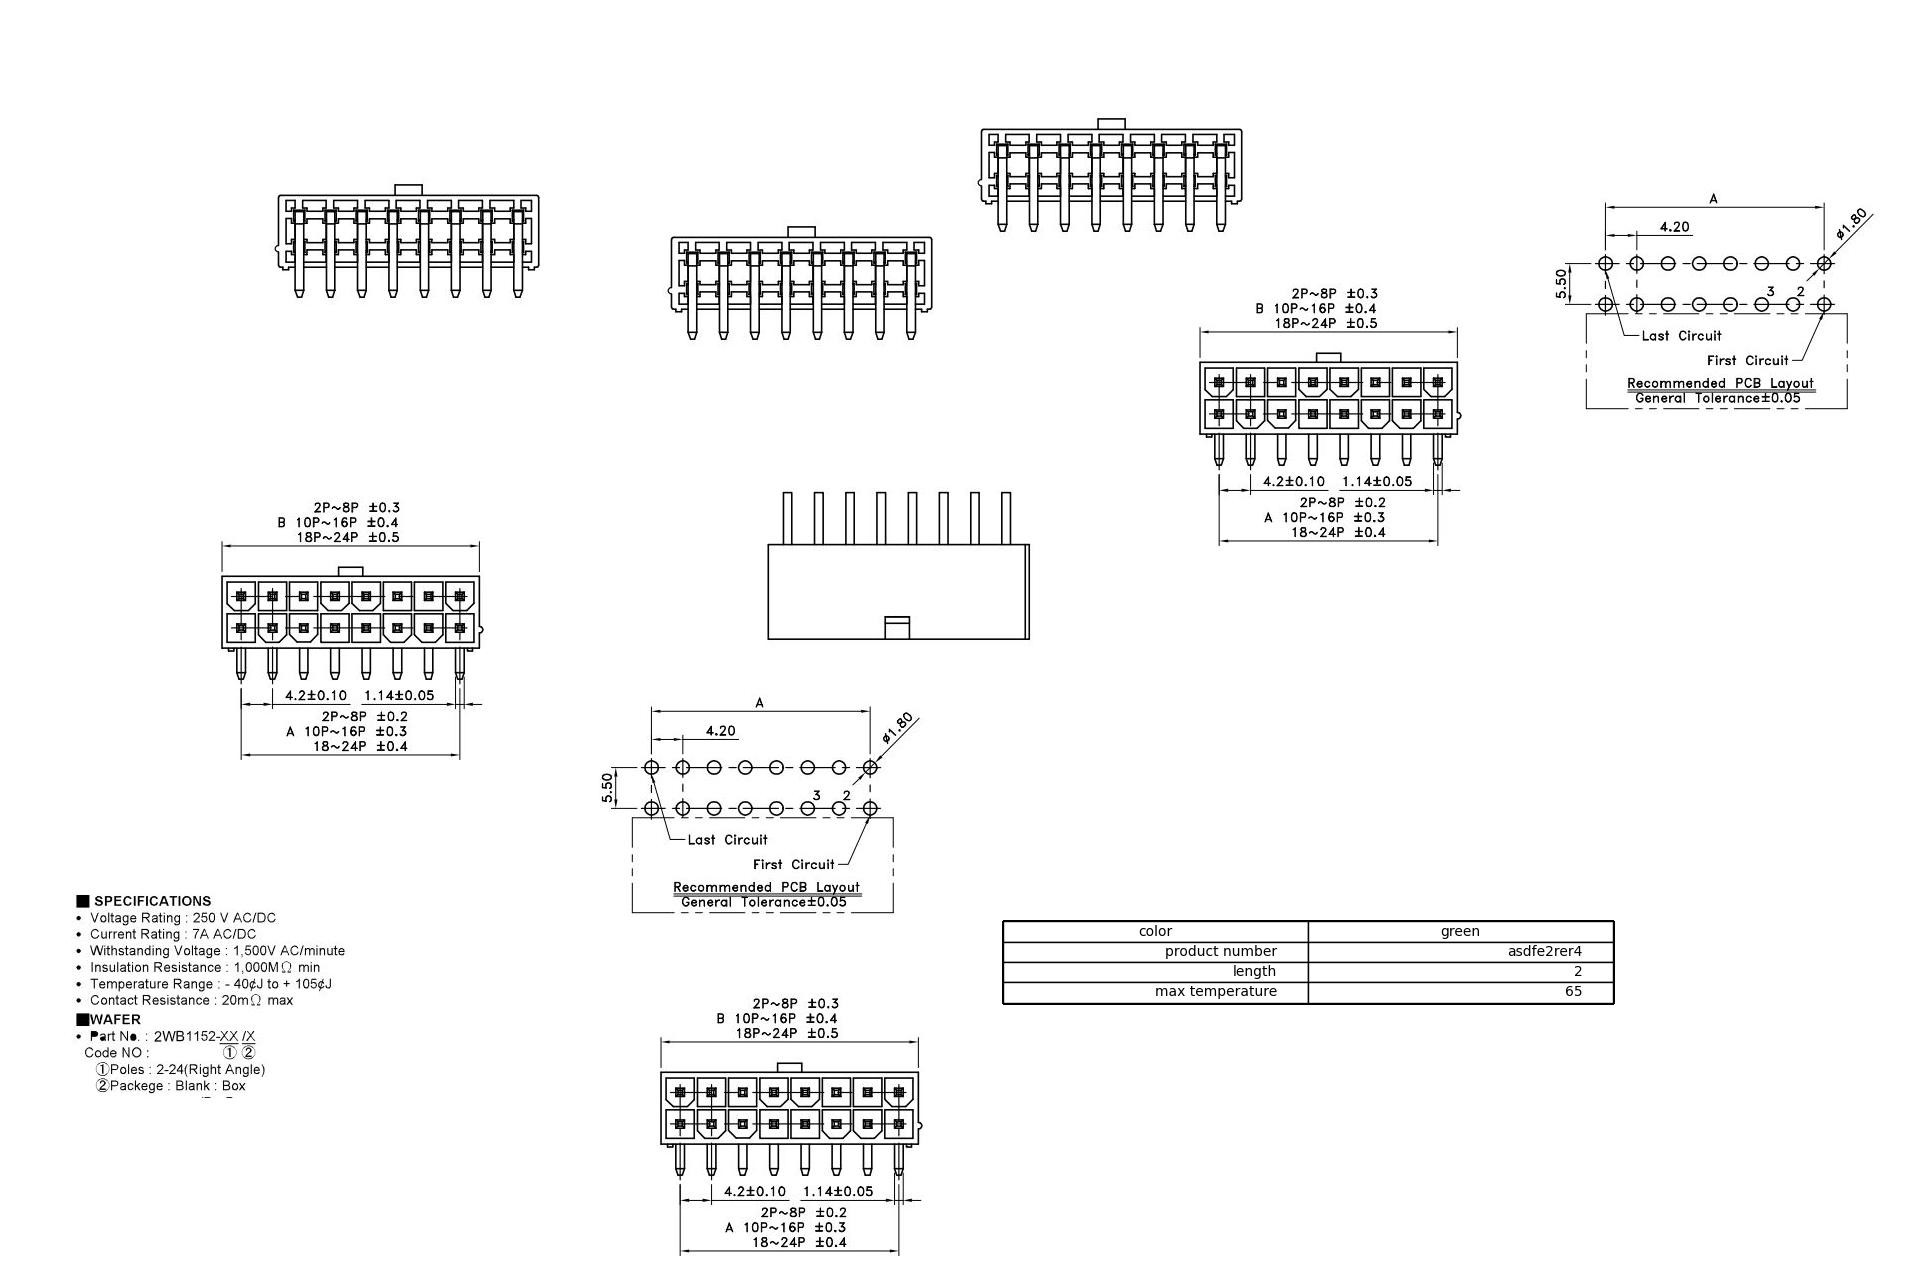 A
4.20
ø1.80
5.50
3 2
Last Circuit
First Circuit
Recommended PCB Layout
General Tolerance±0.05
2P~8P ±0.3
B 10P~16P ±0.4
18P~24P ±0.5
4.2±0.10 1.14±0.05
2P~8P ±0.2
A 10P~16P ±0.3
18~24P ±0.4
2P~8P ±0.3
B 10P~16P ±0.4
18P~24P ±0.5
4.2±0.10 1.14±0.05
2P~8P ±0.2
A 10P~16P ±0.3
18~24P ±0.4
A
4.20
ø1.80
5.50
3 2
Last Circuit
First Circuit
Recommended PCB Layout
General Tolerance±0.05
■ SPECIFICATIONS
• Voltage Rating : 250 V AC/DC
• Current Rating : 7A AC/DC
• Withstanding Voltage : 1,500V AC/minute
• Insulation Resistance : 1,000MΩ min
• Temperature Range : - 40¢J to + 105¢J
• Contact Resistance : 20mΩ max
■WAFER
• Part No. : 2WB1152-XX /X
Code NO : ① ②
①Poles : 2-24(Right Angle)
②Packege : Blank : Box
color green
product number asdfe2rer4
length 2
max temperature 65
2P~8P ±0.3
B 10P~16P ±0.4
18P~24P ±0.5
4.2±0.10 1.14±0.05
2P~8P ±0.2
A 10P~16P ±0.3
18~24P ±0.4